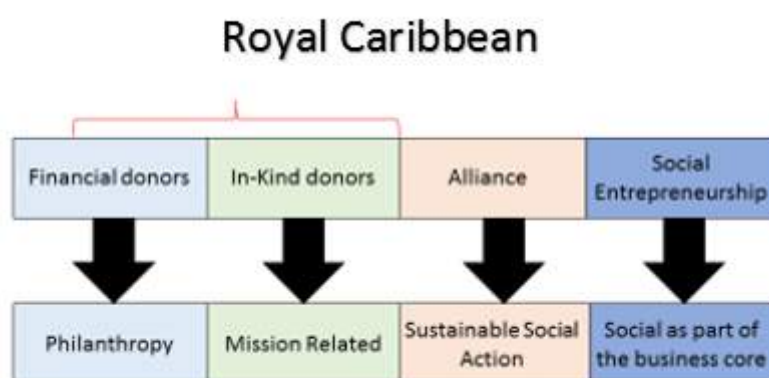 Royal Caribbean
Financial donors
In-Kind donors
Alliance
Social
Entrepreneurship
Philanthropy
Mission Related
Sustainable Social
Action
Social as part of
the business core